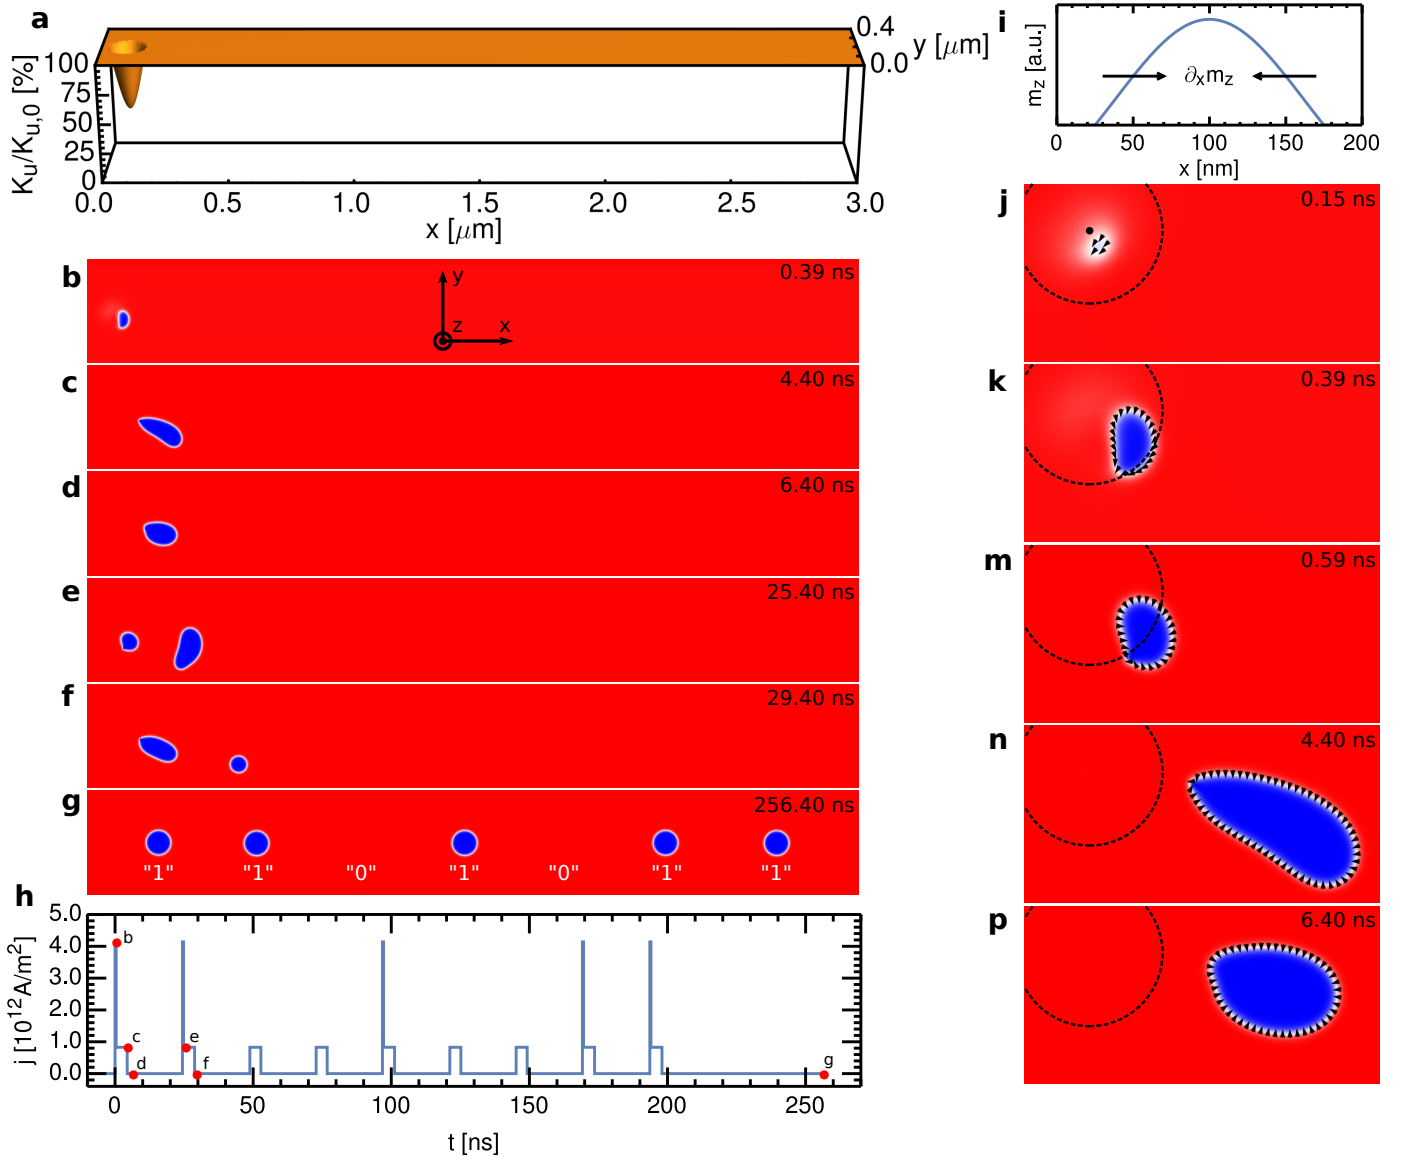 a
K_u/K_{u,0} [%]
100
75
50
25
0
0.0 0.5 1.0 1.5 2.0 2.5 3.0
x [μm]
0.4
0.0
y [μm]
b
0.39 ns
y
z
x
c
4.40 ns
d
6.40 ns
e
25.40 ns
f
29.40 ns
g
256.40 ns
"1" "1" "0" "1" "0" "1" "1"
h
j [10^{12}A/m^2]
5.0
4.0
3.0
2.0
1.0
0.0
b
c
d
e
f
g
0 50 100 150 200 250
t [ns]
i
m_z [a.u.]
∂_xm_z
0 50 100 150 200
x [nm]
j
0.15 ns
k
0.39 ns
m
0.59 ns
n
4.40 ns
p
6.40 ns